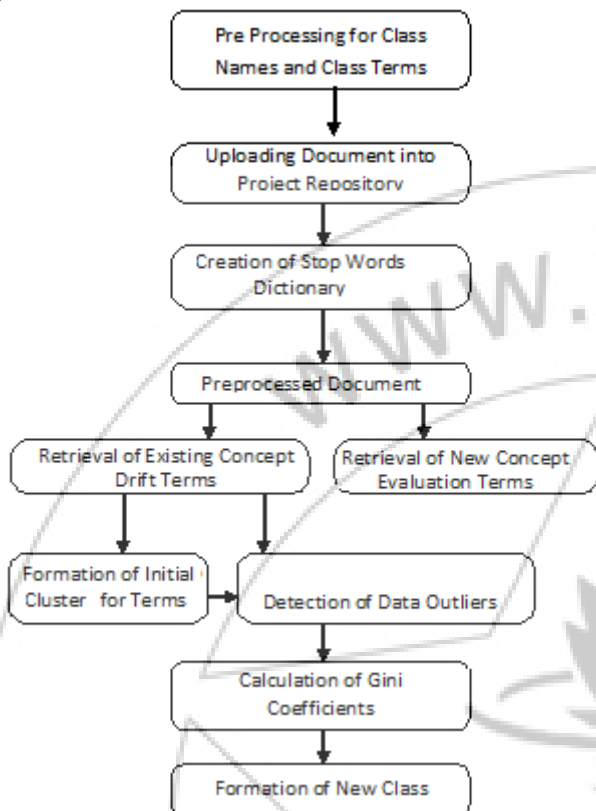 Pre Processing for Class
Names and Class Terms
Uploading Document into
Project Repository
Creation of Stop Words
Dictionary
Preprocessed Document
Retrieval of Existing Concept
Drift Terms
Retrieval of New Concept
Evaluation Terms
Formation of Initial
Cluster for Terms
Detection of Data Outliers
Calculation of Gini
Coefficients
Formation of New Class
www.